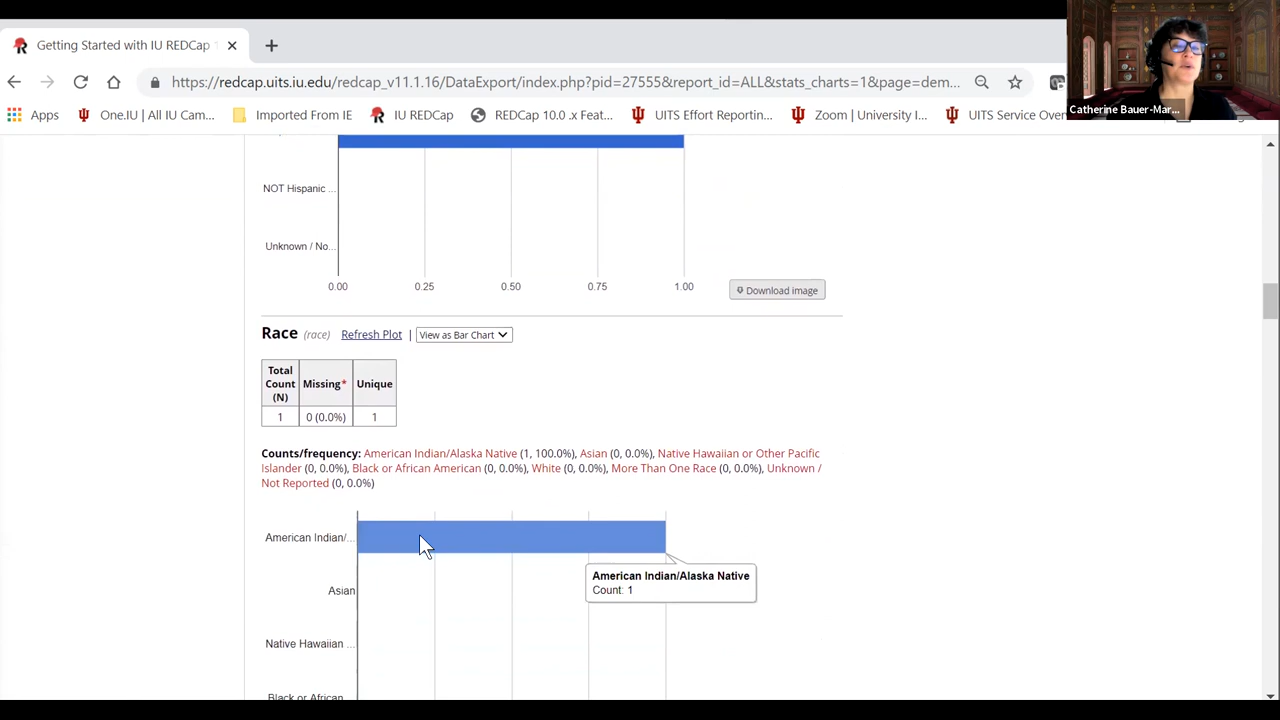 Getting Started with IU REDCap
https://redcap.uits.iu.edu/redcap_v11.1.16/DataExport/index.php?pid=27555&report_id=ALL&stats_charts=1&page=dem...
Catherine Bauer-Mar...
Apps One.IU | All IU Cam... Imported From IE IU REDCap REDCap 10.0 .x Feat... UITS Effort Reportin... Zoom | University I... UITS Service Over
NOT Hispanic ...
Unknown / No...
0.00 0.25 0.50 0.75 1.00
Download image
Race (race) Refresh Plot | View as Bar Chart
Total Count (N) Missing* Unique
1 0 (0.0%) 1
Counts/frequency: American Indian/Alaska Native (1, 100.0%), Asian (0, 0.0%), Native Hawaiian or Other Pacific
Islander (0, 0.0%), Black or African American (0, 0.0%), White (0, 0.0%), More Than One Race (0, 0.0%), Unknown /
Not Reported (0, 0.0%)
American Indian/...
American Indian/Alaska Native
Count: 1
Asian
Native Hawaiian ...
Black or African